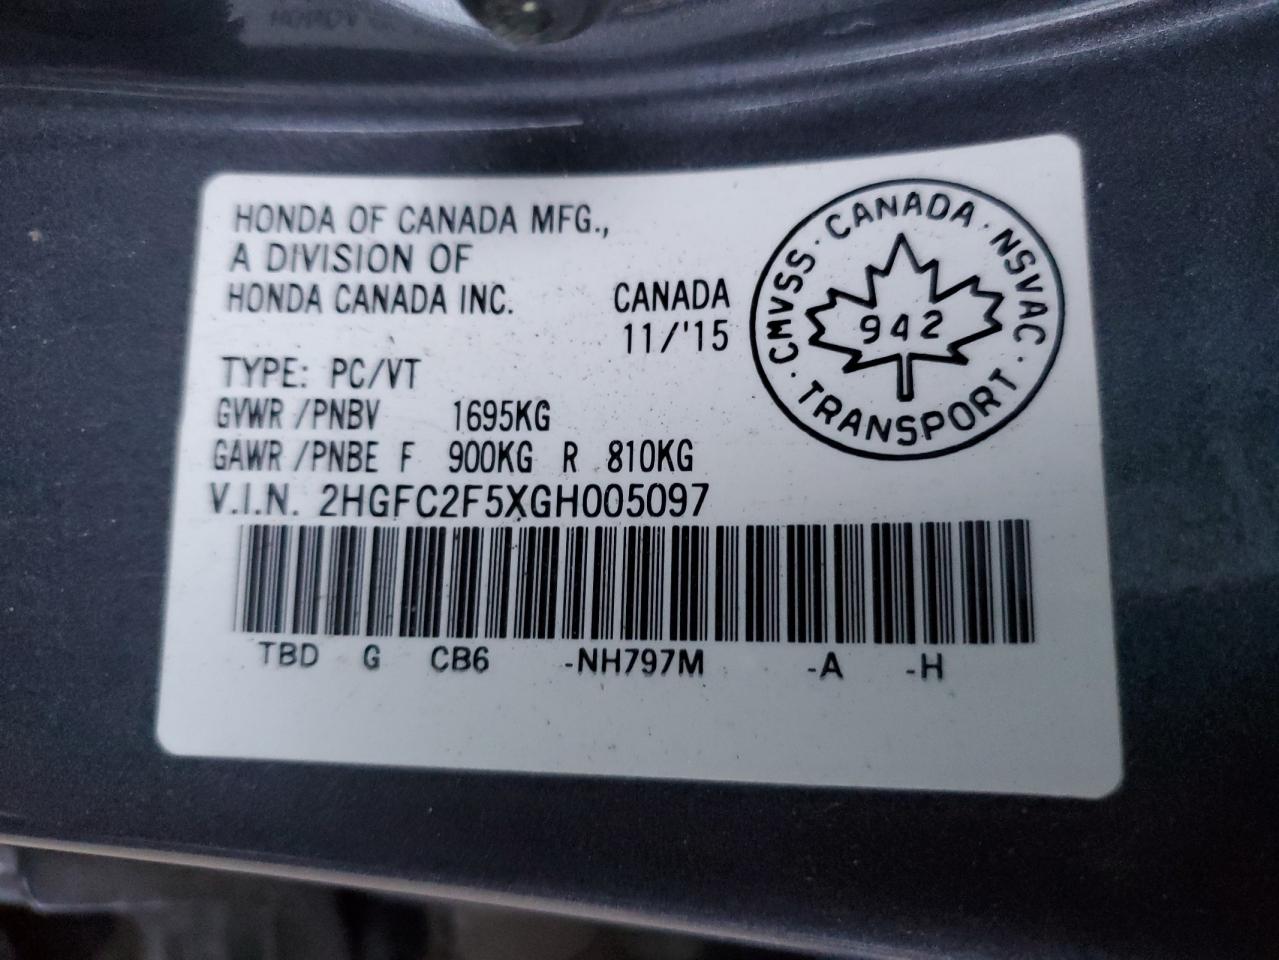 HONDA OF CANADA MFG.,
A DIVISION OF
HONDA CANADA INC.
CANADA
11/'15
TYPE: PC/VT
GVWR /PNBV 1695KG
GAWR /PNBE F 900KG R 810KG
V.I.N. 2HGFC2F5XGH005097
TBD G CB6 -NH797M -A -H
CMVSS · CANADA · NSVAC · TRANSPORT ·
942